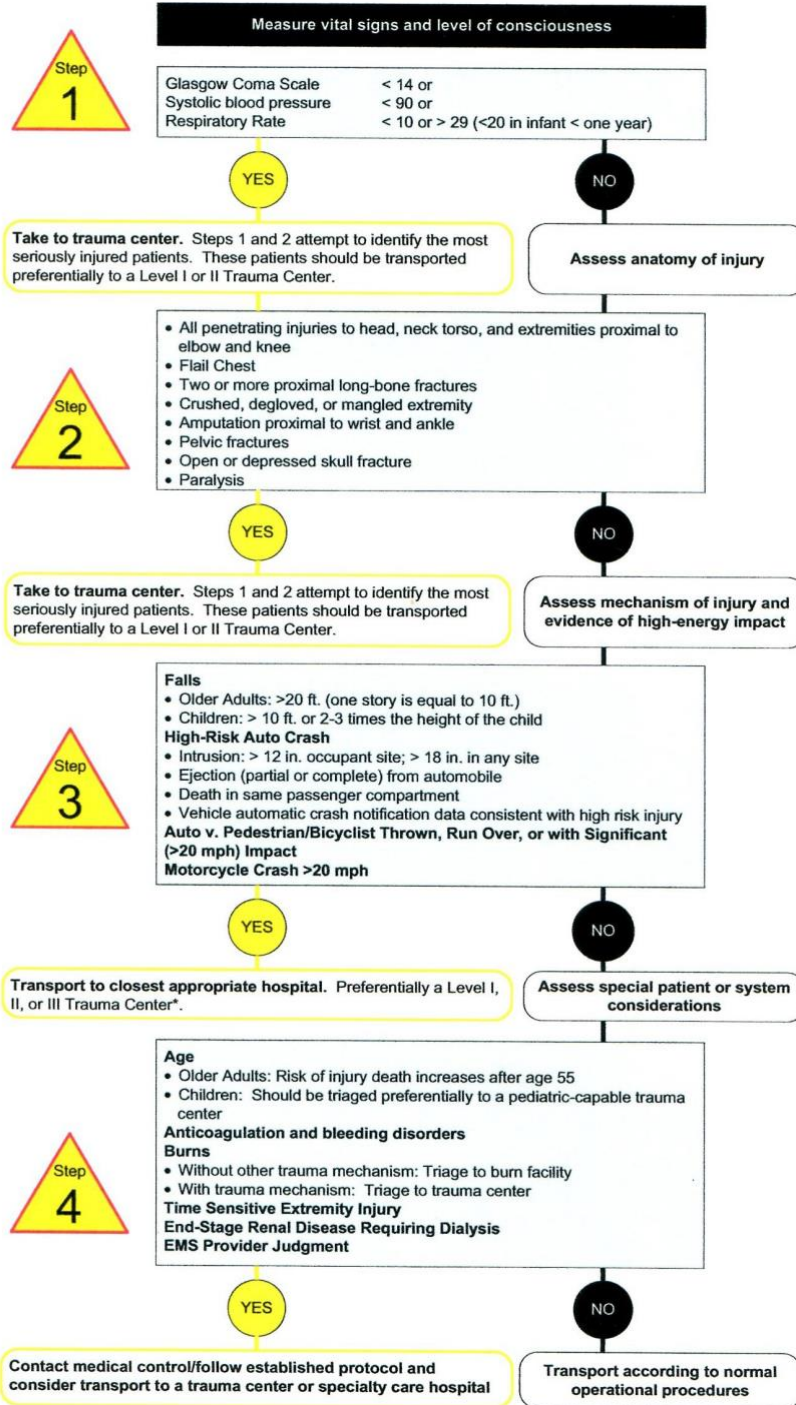 Measure vital signs and level of consciousness
Step
1
Glasgow Coma Scale < 14 or
Systolic blood pressure < 90 or
Respiratory Rate < 10 or > 29 (<20 in infant < one year)
YES
NO
Take to trauma center. Steps 1 and 2 attempt to identify the most
seriously injured patients. These patients should be transported
preferentially to a Level I or II Trauma Center.
Assess anatomy of injury
Step
2
• All penetrating injuries to head, neck torso, and extremities proximal to
elbow and knee
• Flail Chest
• Two or more proximal long-bone fractures
• Crushed, degloved, or mangled extremity
• Amputation proximal to wrist and ankle
• Pelvic fractures
• Open or depressed skull fracture
• Paralysis
YES
NO
Take to trauma center. Steps 1 and 2 attempt to identify the most
seriously injured patients. These patients should be transported
preferentially to a Level I or II Trauma Center.
Assess mechanism of injury and
evidence of high-energy impact
Step
3
Falls
• Older Adults: >20 ft. (one story is equal to 10 ft.)
• Children: > 10 ft. or 2-3 times the height of the child
High-Risk Auto Crash
• Intrusion: > 12 in. occupant site; > 18 in. in any site
• Ejection (partial or complete) from automobile
• Death in same passenger compartment
• Vehicle automatic crash notification data consistent with high risk injury
Auto v. Pedestrian/Bicyclist Thrown, Run Over, or with Significant
(>20 mph) Impact
Motorcycle Crash >20 mph
YES
NO
Transport to closest appropriate hospital. Preferentially a Level I,
II, or III Trauma Center*.
Assess special patient or system
considerations
Step
4
Age
• Older Adults: Risk of injury death increases after age 55
• Children: Should be triaged preferentially to a pediatric-capable trauma
center
Anticoagulation and bleeding disorders
Burns
• Without other trauma mechanism: Triage to burn facility
• With trauma mechanism: Triage to trauma center
Time Sensitive Extremity Injury
End-Stage Renal Disease Requiring Dialysis
EMS Provider Judgment
YES
NO
Contact medical control/follow established protocol and
consider transport to a trauma center or specialty care hospital
Transport according to normal
operational procedures